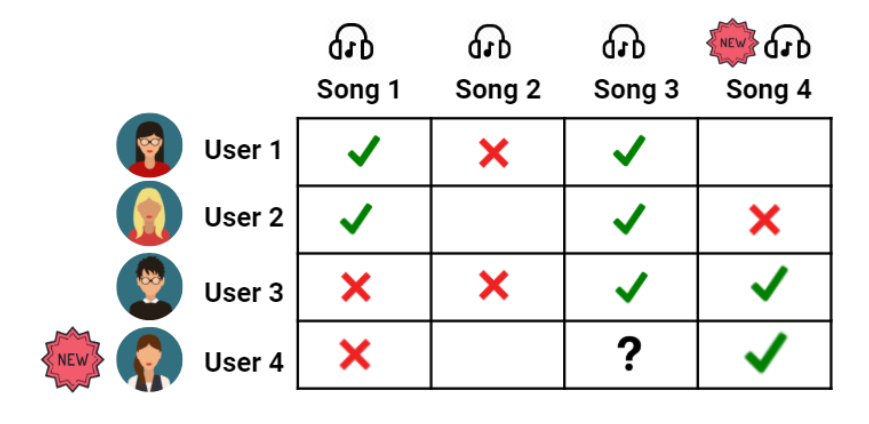 NEW
Song 1 Song 2 Song 3 Song 4
User 1
User 2
User 3
NEW User 4 ?